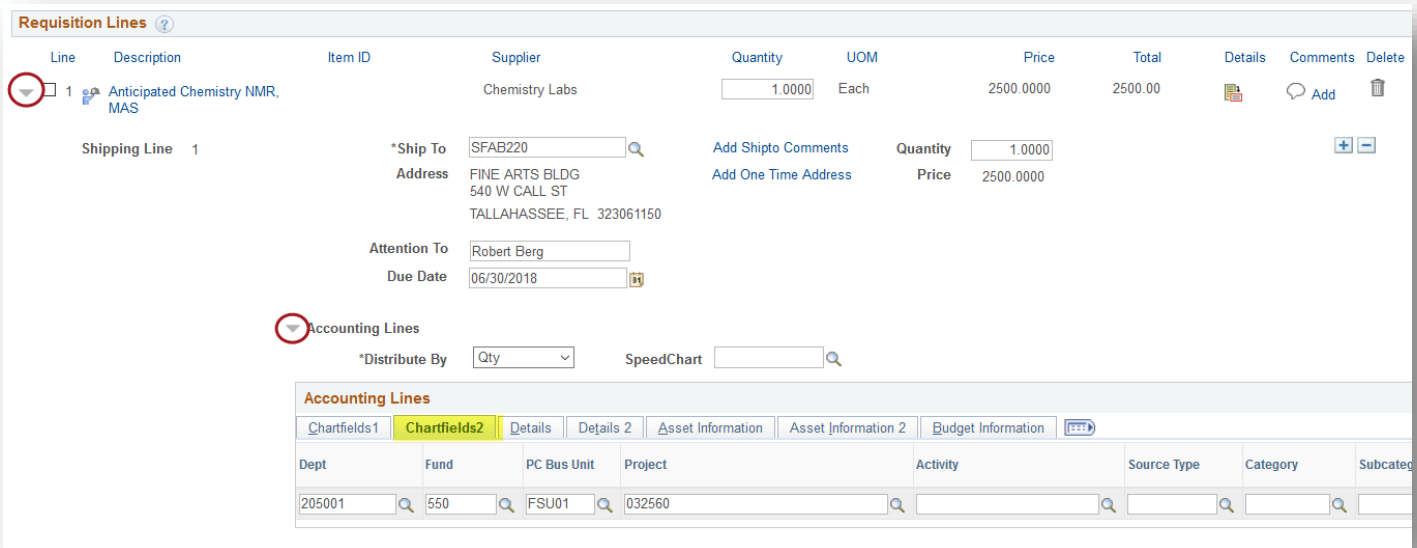 Requisition Lines ?
Line Description Item ID Supplier Quantity UOM Price Total Details Comments Delete
1 Anticipated Chemistry NMR, Chemistry Labs 1.0000 Each 2500.0000 2500.00 Add
MAS
Shipping Line 1 *Ship To SFAB220 Add Shipto Comments Quantity 1.0000
Address FINE ARTS BLDG Add One Time Address Price 2500.0000
540 W CALL ST
TALLAHASSEE, FL 323061150
Attention To Robert Berg
Due Date 06/30/2018 31
Accounting Lines
*Distribute By Qty SpeedChart
Accounting Lines
Chartfields1 Chartfields2 Details Details 2 Asset Information Asset Information 2 Budget Information
Dept Fund PC Bus Unit Project Activity Source Type Category Subcateg
205001 550 FSU01 032560